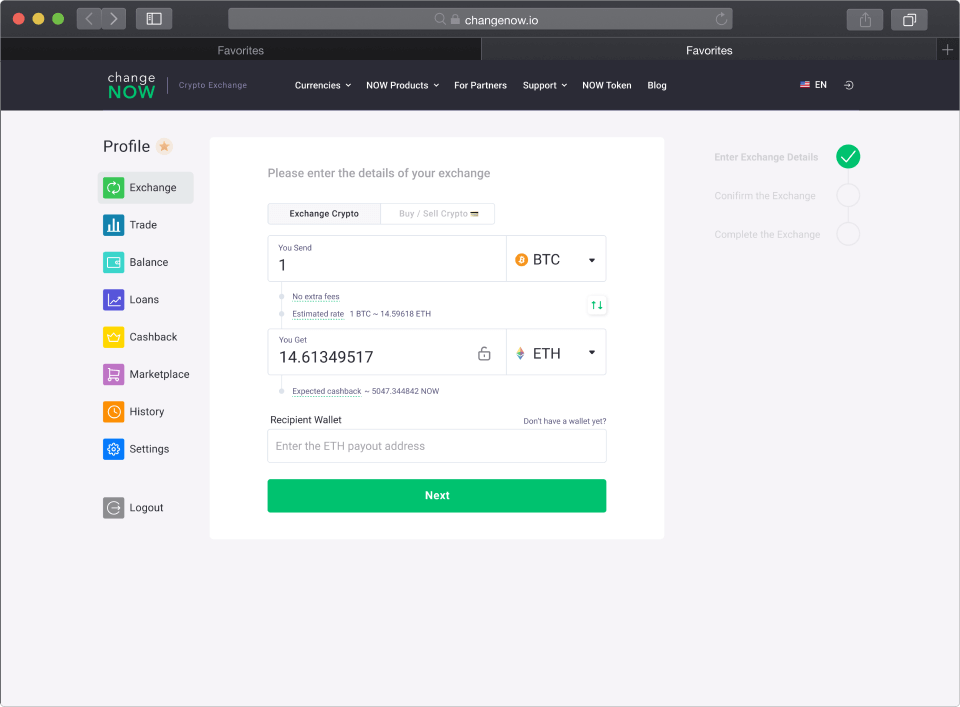 changenow.io
Favorites
Favorites
change
NOW
Crypto Exchange
Currencies
NOW Products
For Partners
Support
NOW Token
Blog
EN
Profile
Exchange
Trade
Balance
Loans
Cashback
Marketplace
History
Settings
Logout
Please enter the details of your exchange
Exchange Crypto
Buy / Sell Crypto
You Send
1
BTC
No extra fees
Estimated rate 1 BTC ~ 14.59618 ETH
You Get
14.61349517
ETH
Expected cashback ~ 5047.344842 NOW
Recipient Wallet
Don't have a wallet yet?
Enter the ETH payout address
Next
Enter Exchange Details
Conifirm the Exchange
Complete the Exchange